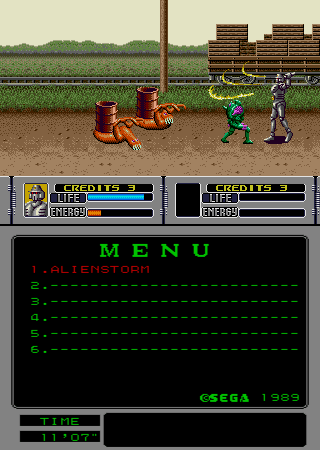 CREDITS 3 CREDITS 3
LIFE LIFE
ENERGY ENERGY
MENU
1.ALIENSTORM
2.--------------------------
3.--------------------------
4.--------------------------
5.--------------------------
6.--------------------------
©SEGA 1989
TIME
11'07"